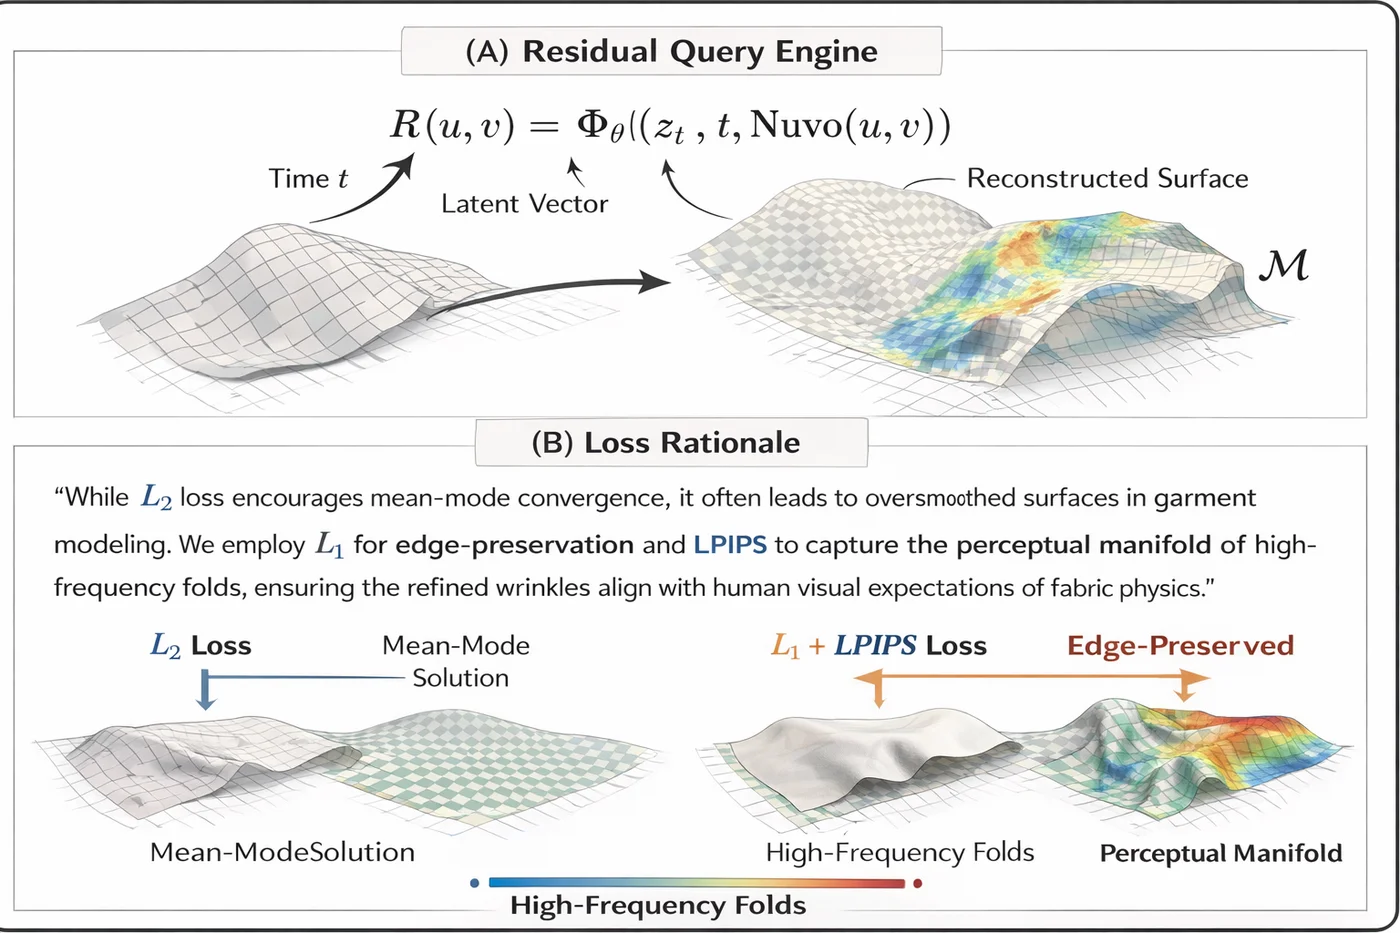 (A) Residual Query Engine
R(u, v) = Φθ((z_t , t, Nuvo(u, v))
Time t
Latent Vector
Reconstructed Surface
ℳ
(B) Loss Rationale
“While L₂ loss encourages mean-mode convergence, it often leads to oversmoothed surfaces in garment
modeling. We employ L₁ for edge-preservation and LPIPS to capture the perceptual manifold of high-
frequency folds, ensuring the refined wrinkles align with human visual expectations of fabric physics.”
L₂ Loss
Mean-Mode
Solution
L₁ + LPIPS Loss
Edge-Preserved
Mean-ModeSolution
High-Frequency Folds
Perceptual Manifold
High-Frequency Folds